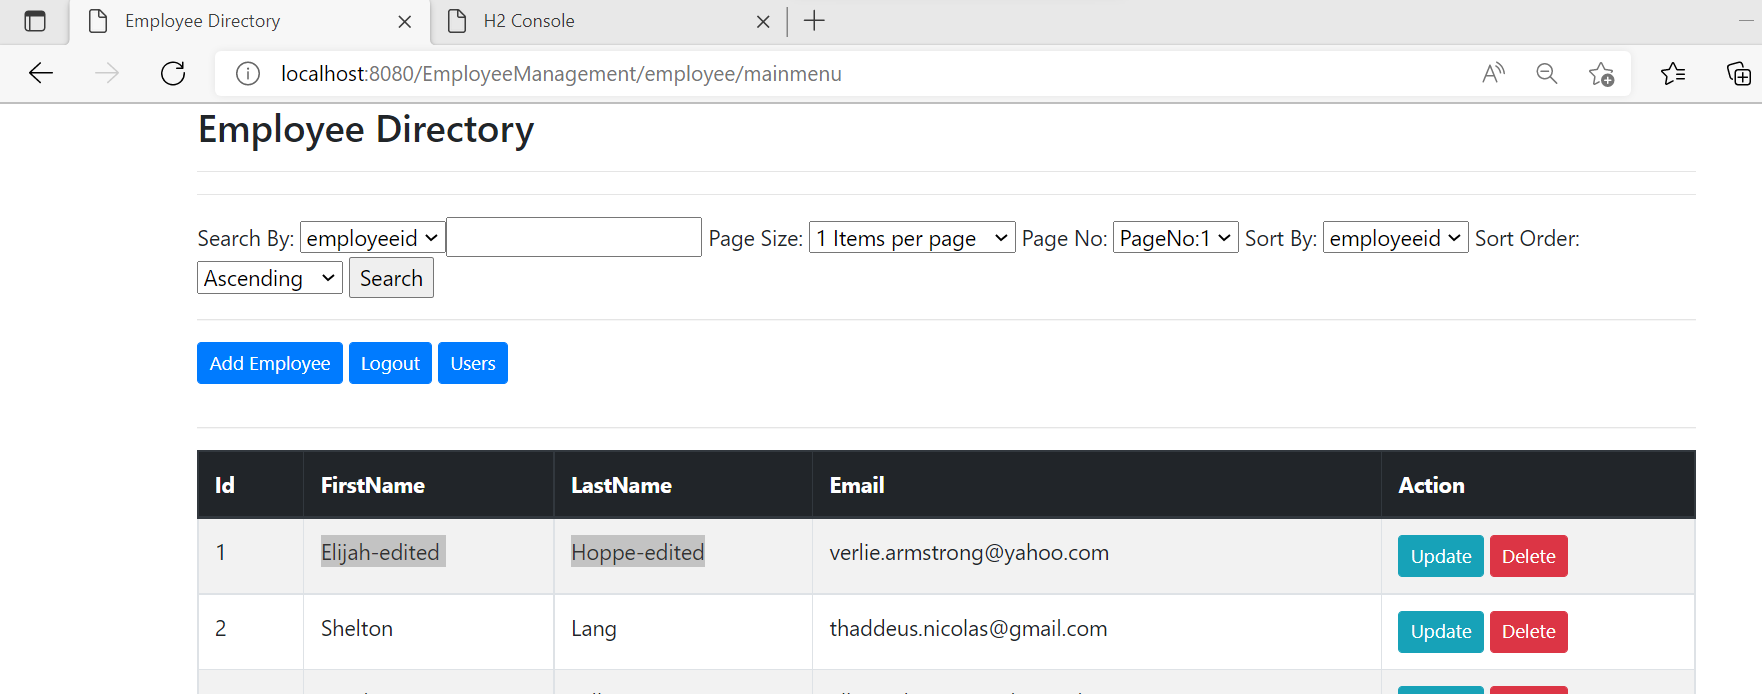 Employee Directory
H2 Console
localhost:8080/EmployeeManagement/employee/mainmenu
Employee Directory
Search By: employeeid Page Size: 1 Items per page Page No: PageNo:1 Sort By: employeeid Sort Order:
Ascending Search
Add Employee Logout Users
Id FirstName LastName Email Action
1 Elijah-edited Hoppe-edited verlie.armstrong@yahoo.com Update Delete
2 Shelton Lang thaddeus.nicolas@gmail.com Update Delete